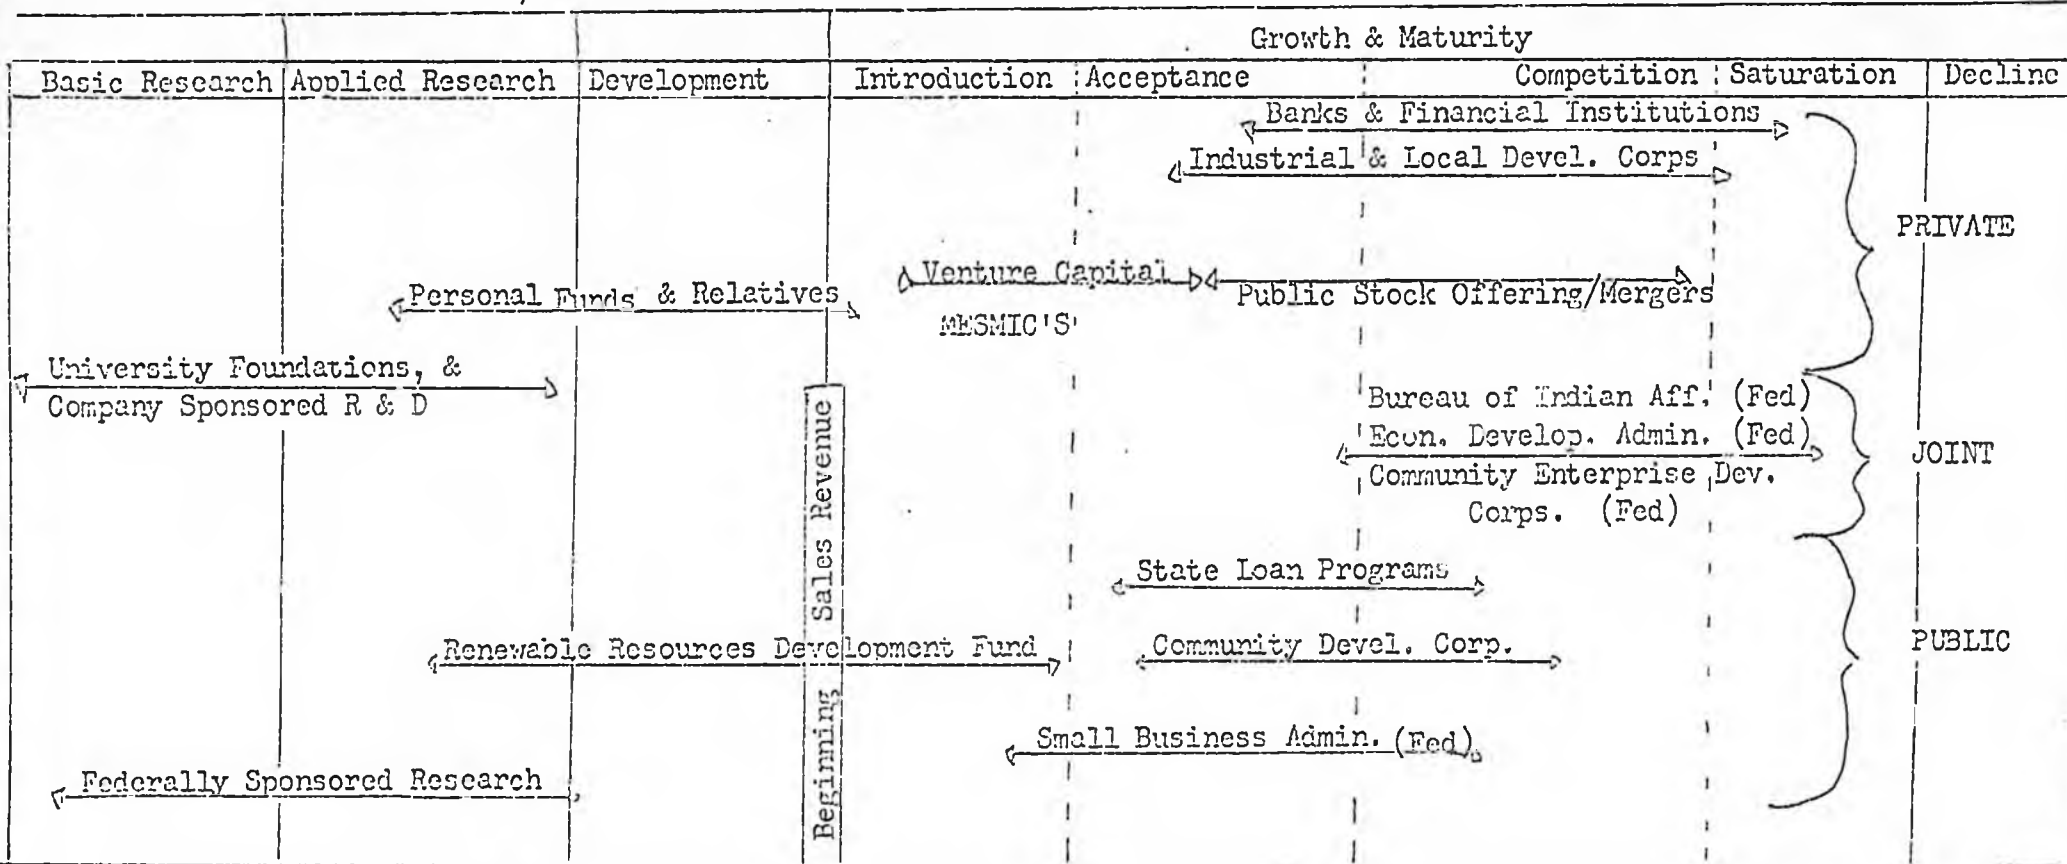 Growth & Maturity
Basic Research Applied Research Development Introduction Acceptance Competition Saturation Decline
Banks & Financial Institutions
Industrial & Local Devel. Corps
PRIVATE
Venture Capital
Personal Funds & Relatives
Public Stock Offering/Mergers
MESMIC'S
University Foundations, &
Company Sponsored R & D
Bureau of Indian Aff. (Fed)
Econ. Develop. Admin. (Fed)
JOINT
Community Enterprise Dev.
Corps. (Fed)
Beginning Sales Revenue
State Loan Programs
Renewable Resources Development Fund
Community Devel. Corp.
PUBLIC
Small Business Admin. (Fed)
Federally Sponsored Research